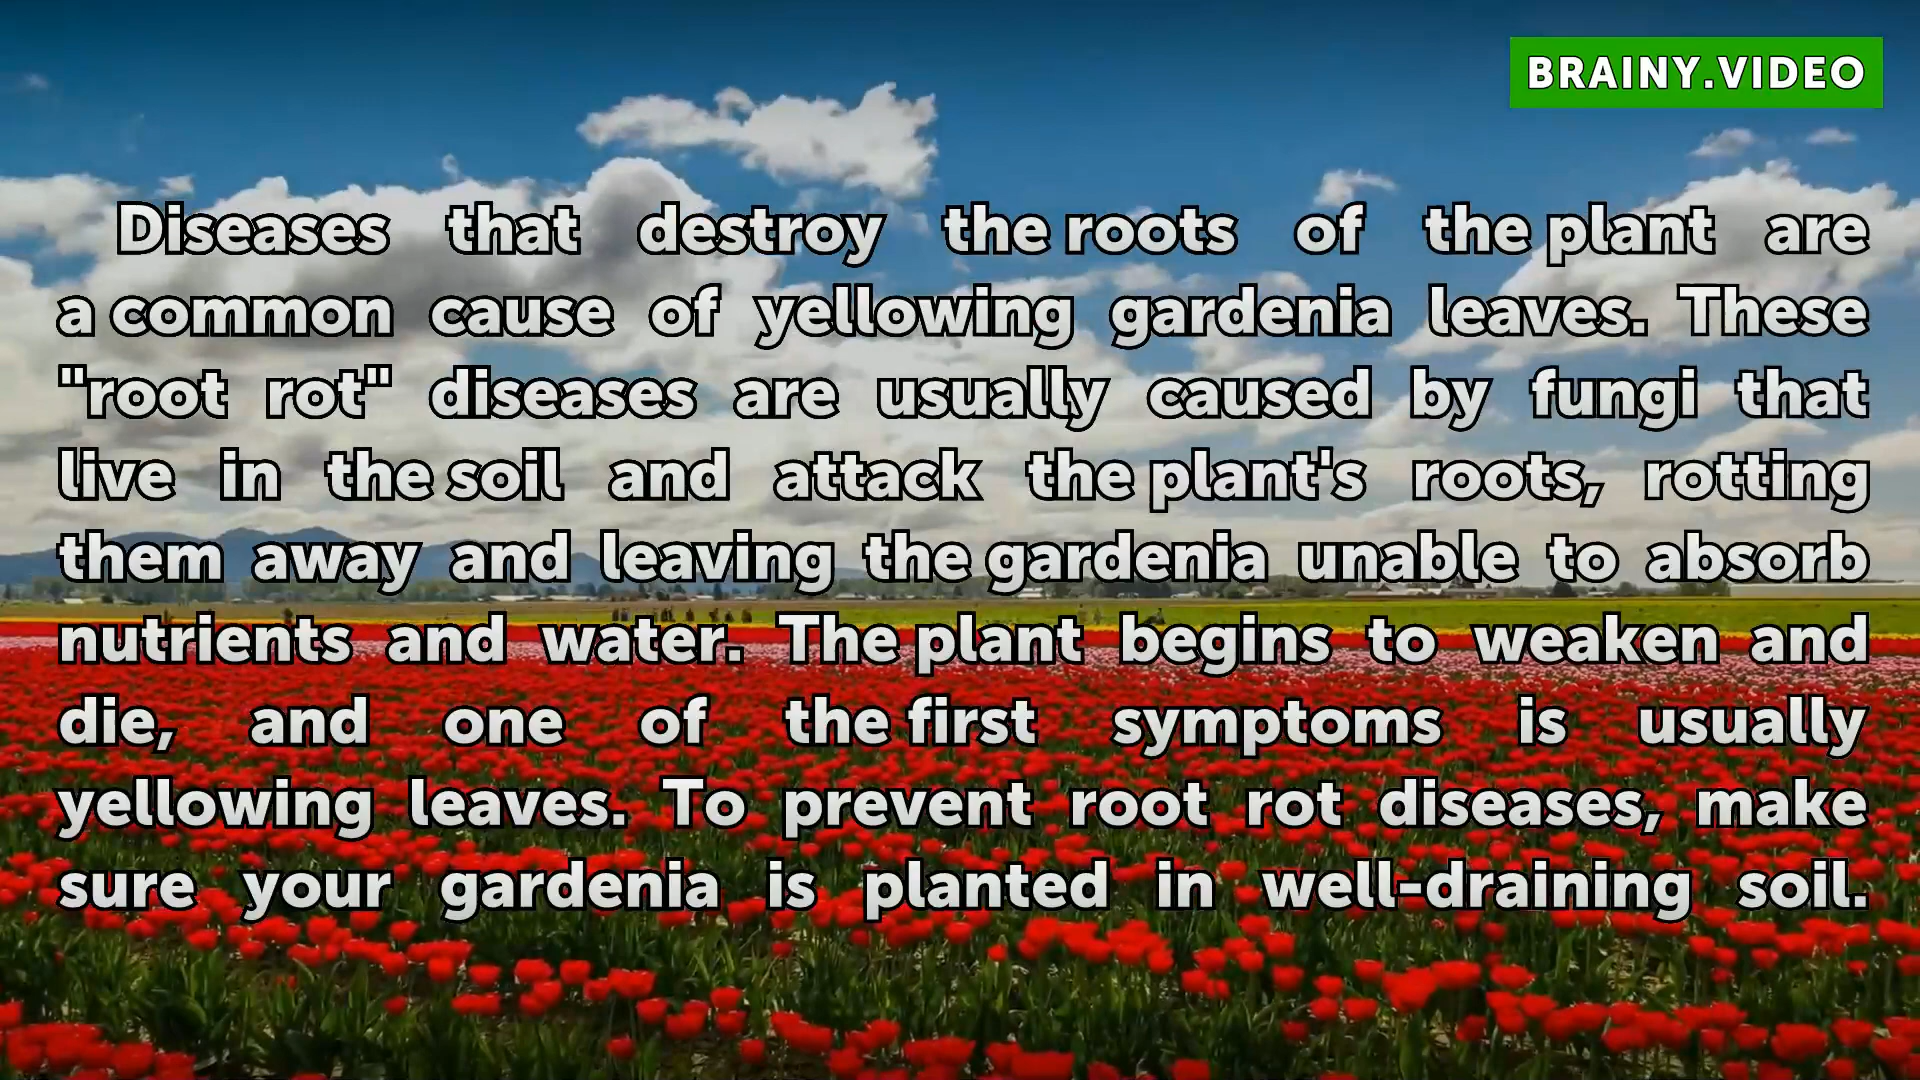 BRAINY.VIDEO
Diseases that destroy the roots of the plant are
a common cause of yellowing gardenia leaves. These
"root rot" diseases are usually caused by fungi that
live in the soil and attack the plant's roots, rotting
them away and leaving the gardenia unable to absorb
nutrients and water. The plant begins to weaken and
die, and one of the first symptoms is usually
yellowing leaves. To prevent root rot diseases, make
sure your gardenia is planted in well-draining soil.